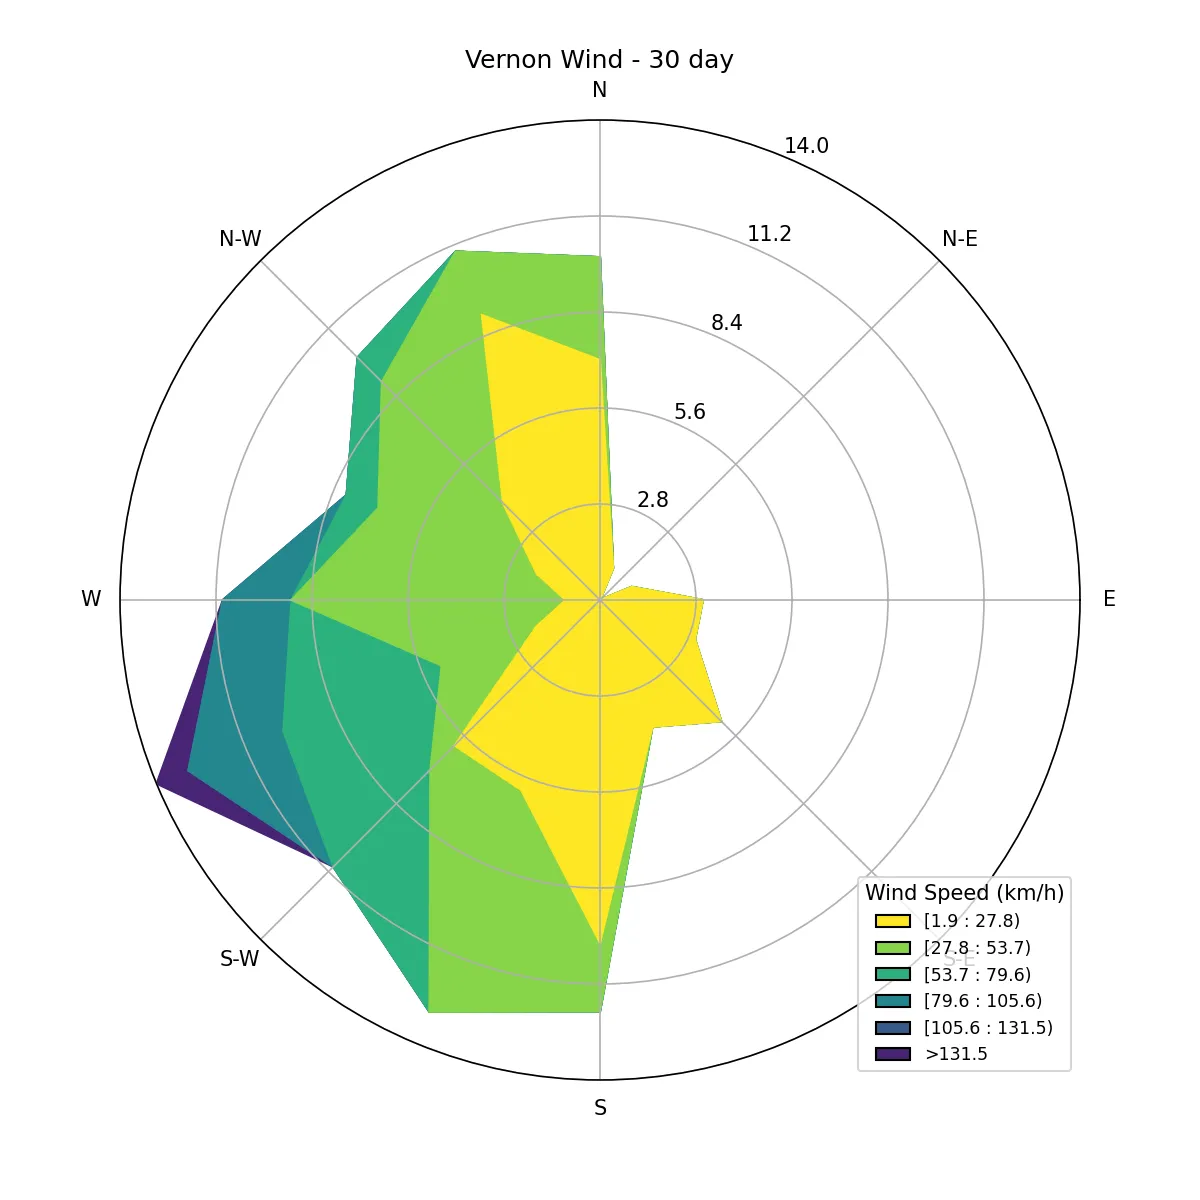 Vernon Wind - 30 day
N
14.0
N-W
11.2
N-E
8.4
5.6
2.8
W
E
S-W
S-E
S
Wind Speed (km/h)
[1.9 : 27.8)
[27.8 : 53.7)
[53.7 : 79.6)
[79.6 : 105.6)
[105.6 : 131.5)
>131.5